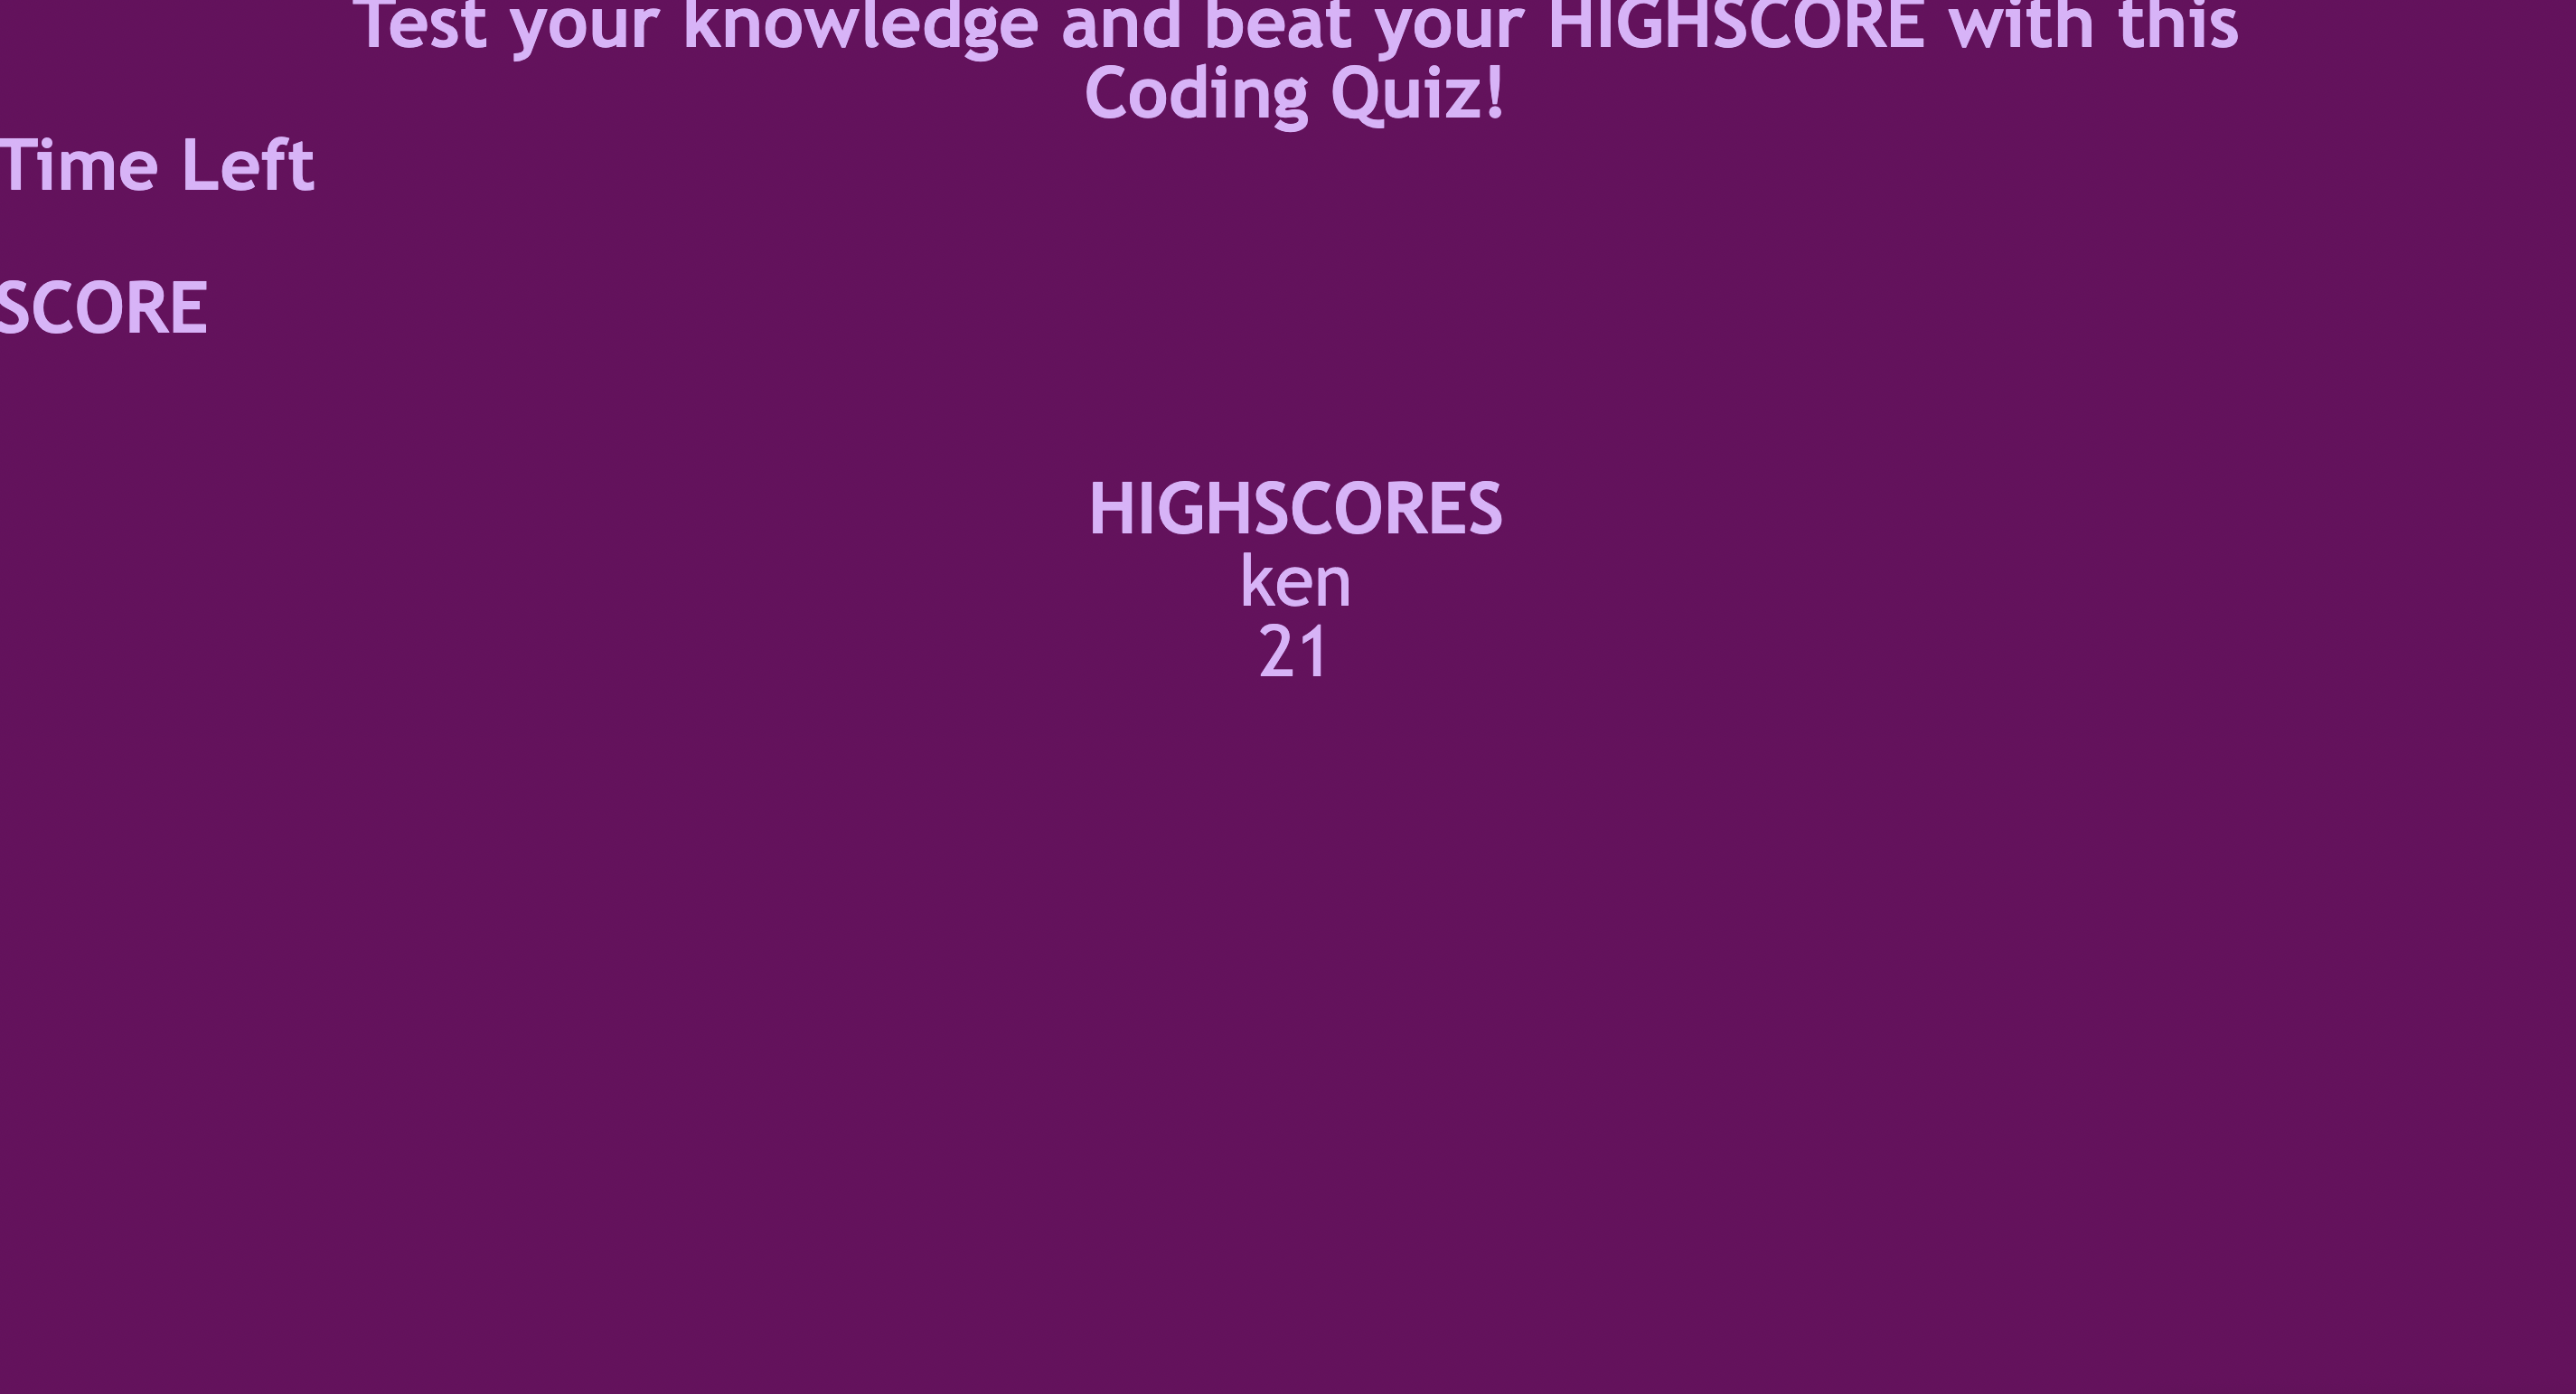 Test your knowledge and beat your HIGHSCORE with this
Coding Quiz!
Time Left
SCORE
HIGHSCORES
ken
21